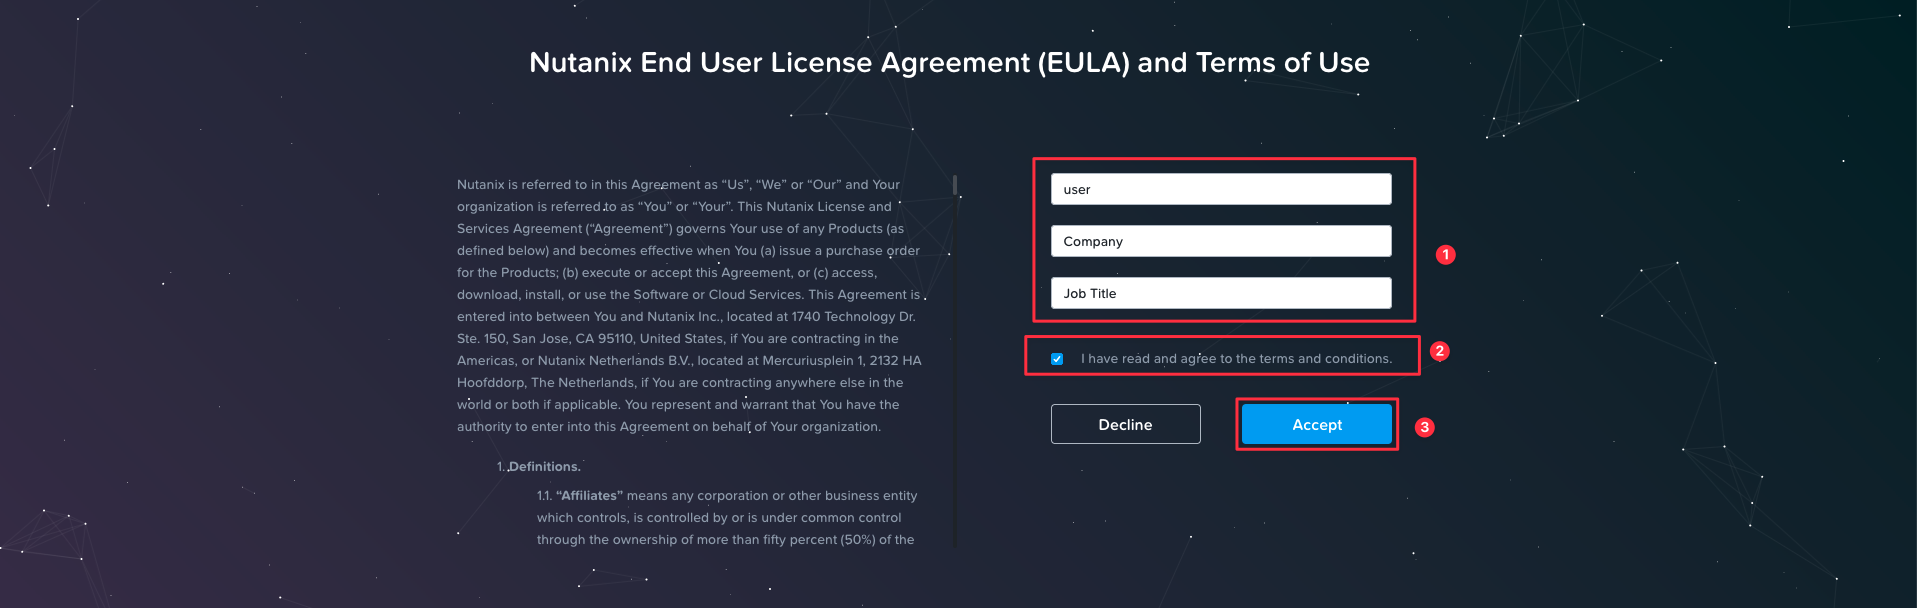 Nutanix End User License Agreement (EULA) and Terms of Use
Nutanix is referred to in this Agreement as “Us”, “We” or “Our” and Your
organization is referred to as “You” or “Your”. This Nutanix License and
Services Agreement (“Agreement”) governs Your use of any Products (as
defined below) and becomes effective when You (a) issue a purchase order
for the Products; (b) execute or accept this Agreement, or (c) access,
download, install, or use the Software or Cloud Services. This Agreement is
entered into between You and Nutanix Inc., located at 1740 Technology Dr.
Ste. 150, San Jose, CA 95110, United States, if You are contracting in the
Americas, or Nutanix Netherlands B.V., located at Mercuriusplein 1, 2132 HA
Hoofddorp, The Netherlands, if You are contracting anywhere else in the
world or both if applicable. You represent and warrant that You have the
authority to enter into this Agreement on behalf of Your organization.
1. Definitions.
1.1. “Affiliates” means any corporation or other business entity
which controls, is controlled by or is under common control
through the ownership of more than fifty percent (50%) of the
user
Company
Job Title
1
I have read and agree to the terms and conditions.
2
Decline
Accept
3